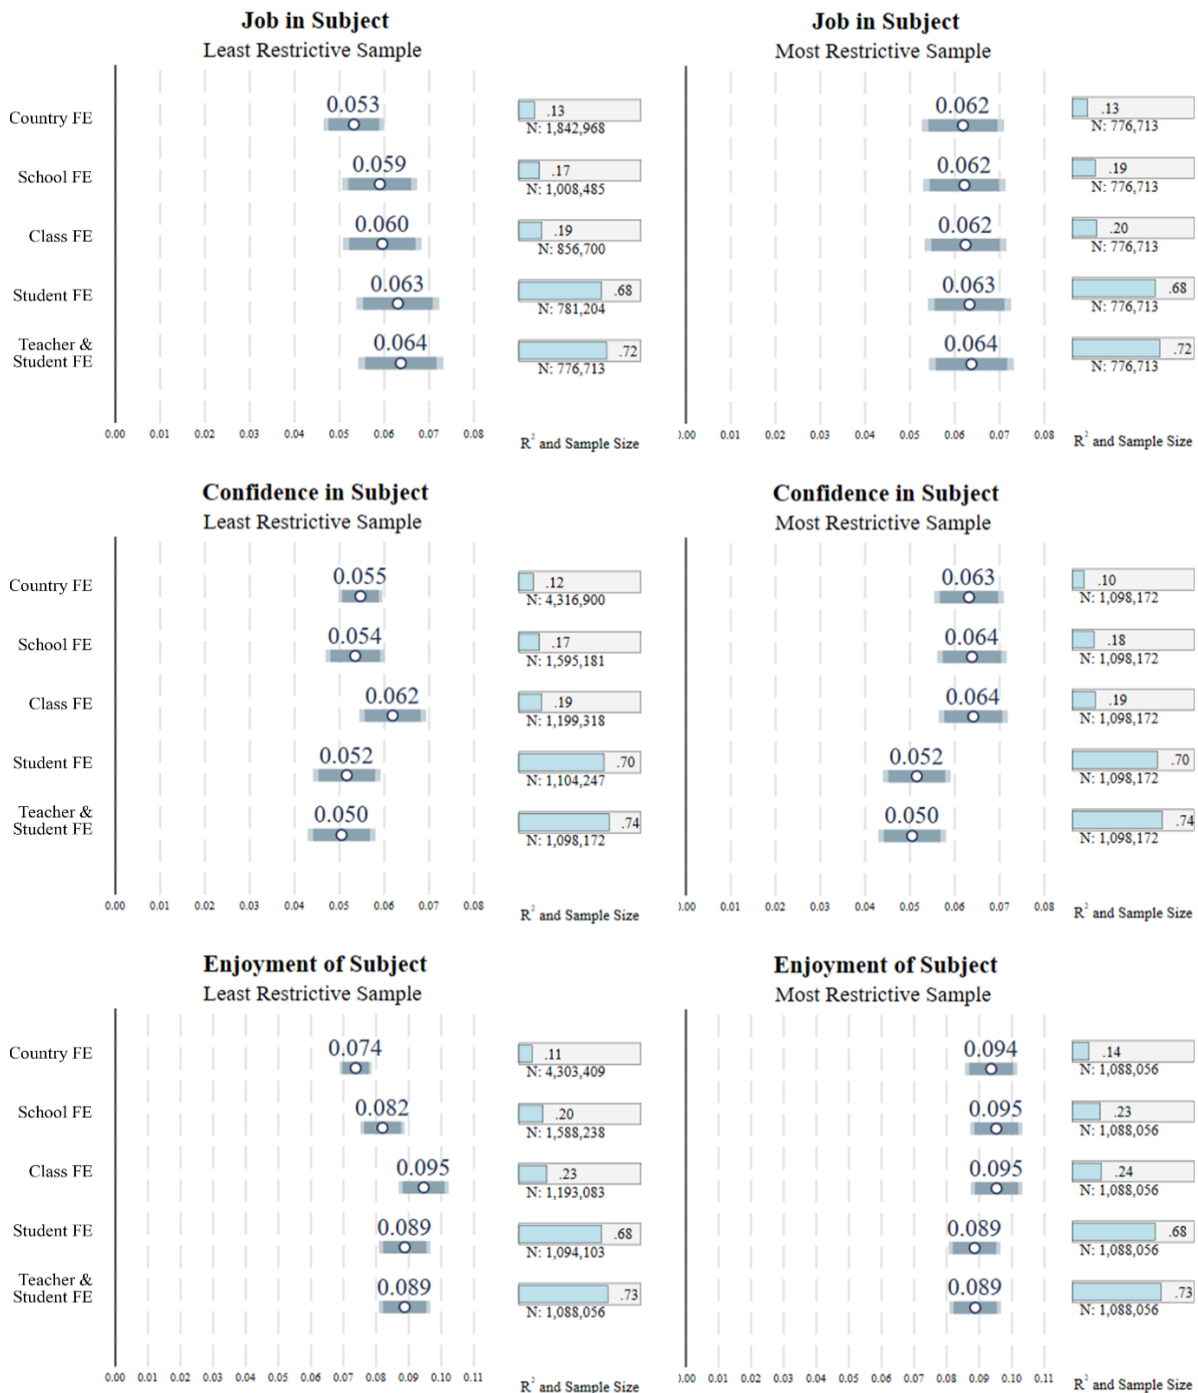 Job in Subject
Least Restrictive Sample
Country FE
0.053
.13
N: 1,842,968
School FE
0.059
.17
N: 1,008,485
Class FE
0.060
.19
N: 856,700
Student FE
0.063
.68
N: 781,204
Teacher &
Student FE
0.064
.72
N: 776,713
0.00 0.01 0.02 0.03 0.04 0.05 0.06 0.07 0.08
R² and Sample Size
Job in Subject
Most Restrictive Sample
0.062
.13
N: 776,713
0.062
.19
N: 776,713
0.062
.20
N: 776,713
0.063
.68
N: 776,713
0.064
.72
N: 776,713
).00 0.01 0.02 0.03 0.04 0.05 0.06 0.07 0.08
R² and Sample Size
Confidence in Subject
Least Restrictive Sample
Country FE
0.055
.12
N: 4,316,900
School FE
0.054
.17
N: 1,595,181
Class FE
0.062
.19
N: 1,199,318
Student FE
0.052
.70
N: 1,104,247
Teacher &
Student FE
0.050
.74
N: 1,098,172
0.00 0.01 0.02 0.03 0.04 0.05 0.06 0.07 0.08
R² and Sample Size
Confidence in Subject
Most Restrictive Sample
0.063
.10
N: 1,098,172
0.064
.18
N: 1,098,172
0.064
.19
N: 1,098,172
0.052
.70
N: 1,098,172
0.050
.74
N: 1,098,172
).00 0.01 0.02 0.03 0.04 0.05 0.06 0.07 0.08
R² and Sample Size
Enjoyment of Subject
Least Restrictive Sample
Country FE
0.074
.11
N: 4,303,409
School FE
0.082
.20
N: 1,588,238
Class FE
0.095
.23
N: 1,193,083
Student FE
0.089
.68
N: 1,094,103
Teacher &
Student FE
0.089
.73
N: 1,088,056
0.00 0.01 0.02 0.03 0.04 0.05 0.06 0.07 0.08 0.09 0.10 0.11
R² and Sample Size
Enjoyment of Subject
Most Restrictive Sample
0.094
.14
N: 1,088,056
0.095
.23
N: 1,088,056
0.095
.24
N: 1,088,056
0.089
.68
N: 1,088,056
0.089
.73
N: 1,088,056
).00 0.01 0.02 0.03 0.04 0.05 0.06 0.07 0.08 0.09 0.10 0.11
R² and Sample Size